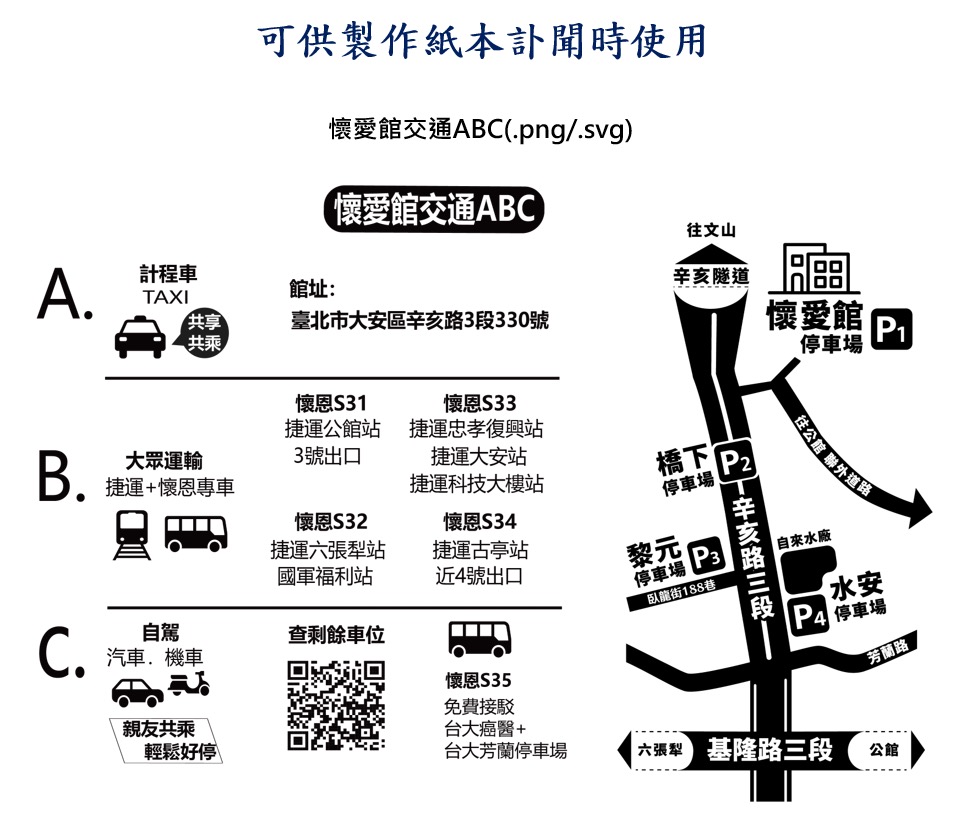 可供製作紙本訃聞時使用
懷愛館交通ABC(.png/.svg)
懷愛館交通ABC
A.
計程車
TAXI
共享
共乘
館址：
臺北市大安區辛亥路3段330號
B.
大眾運輸
捷運+懷恩專車
懷恩S31
捷運公館站
3號出口
懷恩S33
捷運忠孝復興站
捷運大安站
捷運科技大樓站
懷恩S32
捷運六張犁站
國軍福利站
懷恩S34
捷運古亭站
近4號出口
C.
自駕
汽車．機車
親友共乘
輕鬆好停
查剩餘車位
懷恩S35
免費接駁
台大癌醫+
台大芳蘭停車場
往文山
辛亥隧道
懷愛館
停車場
P1
往公館 聯外道路
橋下
停車場
P2
辛亥路三段
黎元
停車場
P3
臥龍街188巷
自來水廠
水安
停車場
P4
芳蘭路
六張犁
基隆路三段
公館